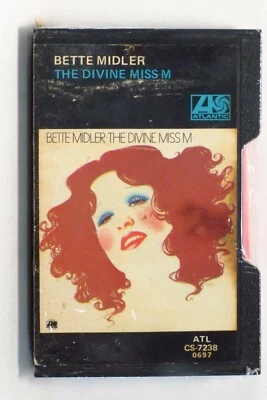 BETTE MIDLER
THE DIVINE MISS M
ATLANTIC
BETTE MIDLER · THE DIVINE MISS M
ATL
CS-7238
0697